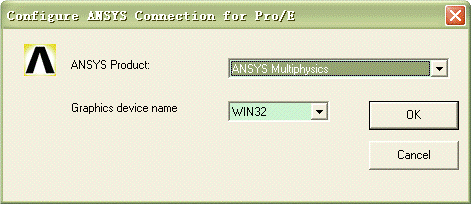 Configure ANSYS Connection for Pro/E
ANSYS Product: ANSYS Multiphysics
Graphics device name WIN32
OK
Cancel